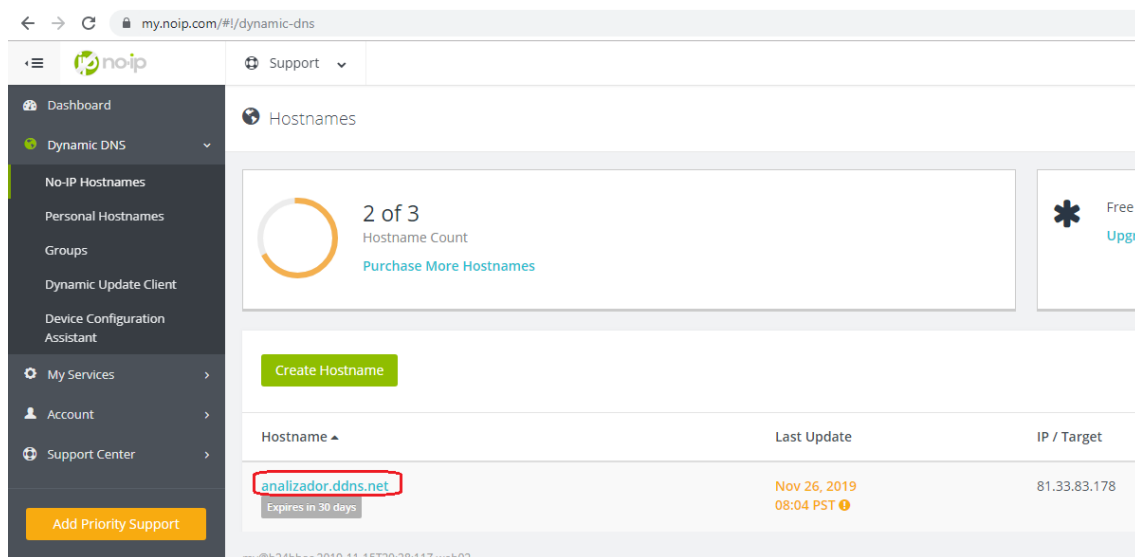 my.noip.com/#!/dynamic-dns
noip
Support
Dashboard
Dynamic DNS
No-IP Hostnames
Personal Hostnames
Groups
Dynamic Update Client
Device Configuration
Assistant
My Services
Account
Support Center
Add Priority Support
Hostnames
2 of 3
Hostname Count
Purchase More Hostnames
Free
Upgr
Create Hostname
Hostname Last Update IP / Target
analizador.ddns.net Nov 26, 2019 81.33.83.178
Expires in 30 days 08:04 PST